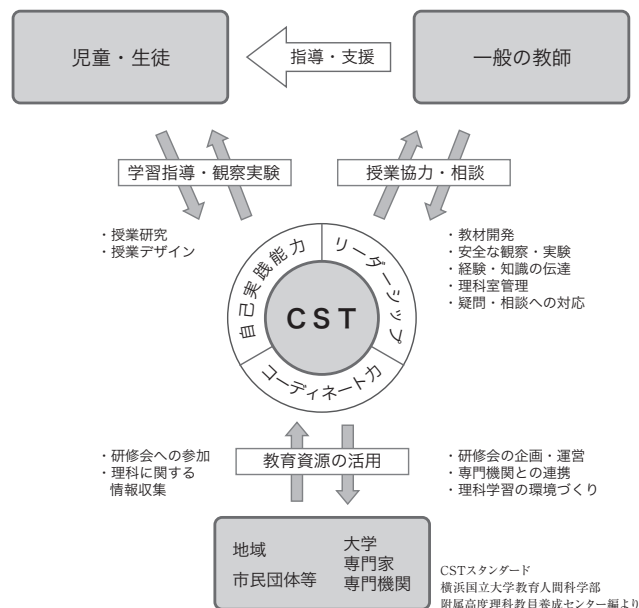 児童・生徒
指導・支援
一般の教師
学習指導・観察実験
授業協力・相談
・授業研究
・授業デザイン
・教材開発
・安全な観察・実験
・経験・知識の伝達
・理科室管理
・疑問・相談への対応
自己実践能力
リーダーシップ
CST
コーディネート力
・研修会への参加
・理科に関する
情報収集
教育資源の活用
・研修会の企画・運営
・専門機関との連携
・理科学習の環境づくり
地域
市民団体等
大学
専門家
専門機関
CSTスタンダード
横浜国立大学教育人間科学部
附属高度理科教員養成センター編より